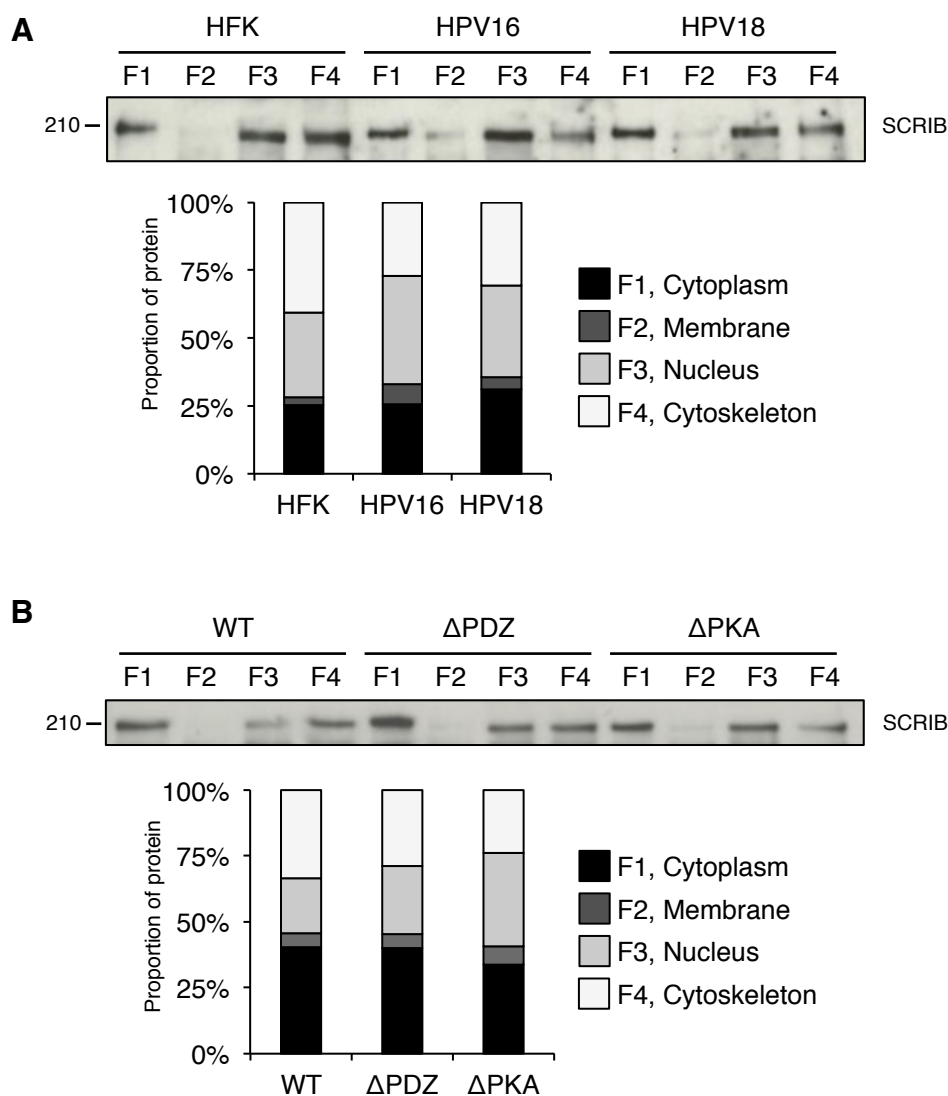 A
HFK HPV16 HPV18
F1 F2 F3 F4 F1 F2 F3 F4 F1 F2 F3 F4
210 SCRIB
Proportion of protein
100%
75%
50%
25%
0%
HFK HPV16 HPV18
F1, Cytoplasm
F2, Membrane
F3, Nucleus
F4, Cytoskeleton
B
WT ΔPDZ ΔPKA
F1 F2 F3 F4 F1 F2 F3 F4 F1 F2 F3 F4
210 SCRIB
Proportion of protein
100%
75%
50%
25%
0%
WT ΔPDZ ΔPKA
F1, Cytoplasm
F2, Membrane
F3, Nucleus
F4, Cytoskeleton